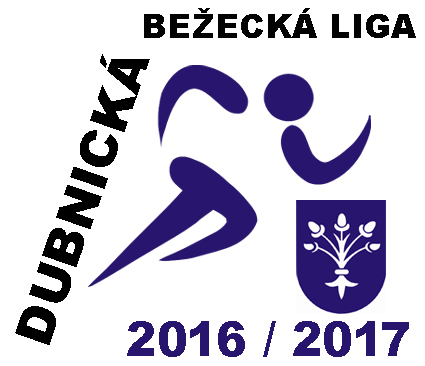 DUBNICKÁ
BEŽECKÁ LIGA
2016 / 2017